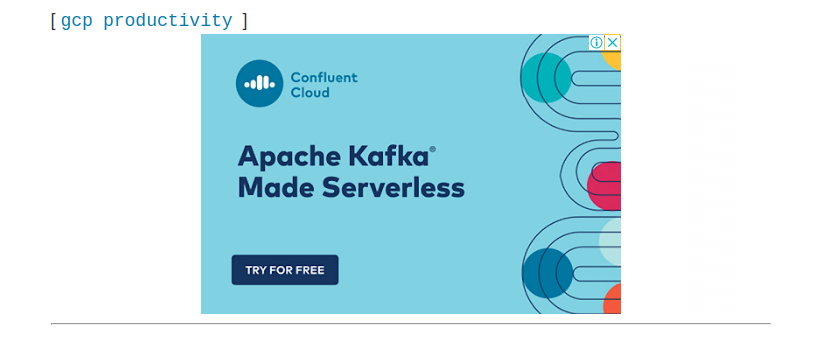 [ gcp productivity ]
Confluent
Cloud
Apache Kafka®
Made Serverless
TRY FOR FREE